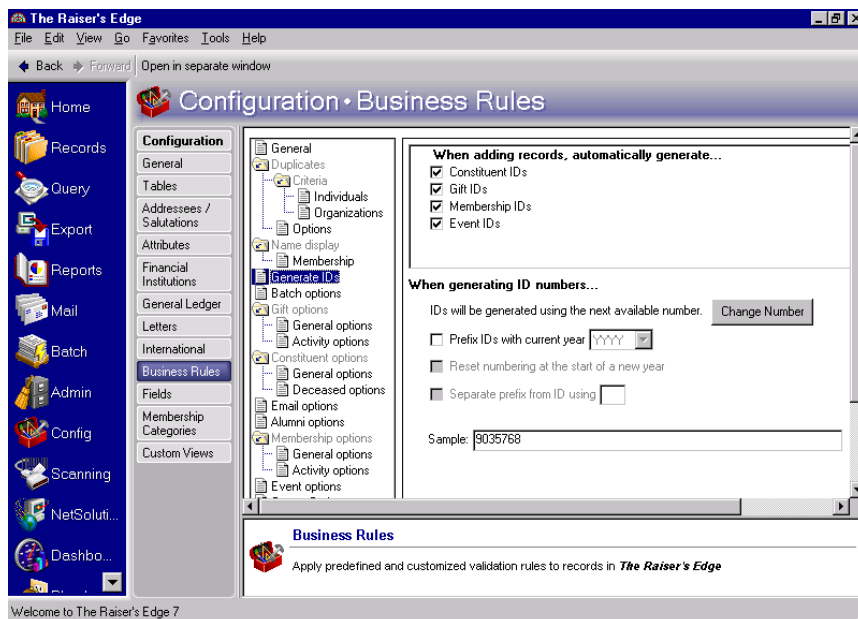 The Raiser's Edge
File Edit View Go Favorites Tools Help
Back Forward Open in separate window
Configuration · Business Rules
Home
Records
Query
Export
Reports
Mail
Batch
Admin
Config
Scanning
NetSoluti...
Dashbo...
Configuration
General
Tables
Addressees /
Salutations
Attributes
Financial
Institutions
General Ledger
Letters
International
Business Rules
Fields
Membership
Categories
Custom Views
General
Duplicates
Criteria
Individuals
Organizations
Options
Name display
Membership
Generate IDs
Batch options
Gift options
General options
Activity options
Constituent options
General options
Deceased options
Email options
Alumni options
Membership options
General options
Activity options
Event options
When adding records, automatically generate...
Constituent IDs
Gift IDs
Membership IDs
Event IDs
When generating ID numbers...
IDs will be generated using the next available number. Change Number
Prefix IDs with current year YYYY
Reset numbering at the start of a new year
Separate prefix from ID using
Sample: 9035768
Business Rules
Apply predefined and customized validation rules to records in The Raiser's Edge
Welcome to The Raiser's Edge 7